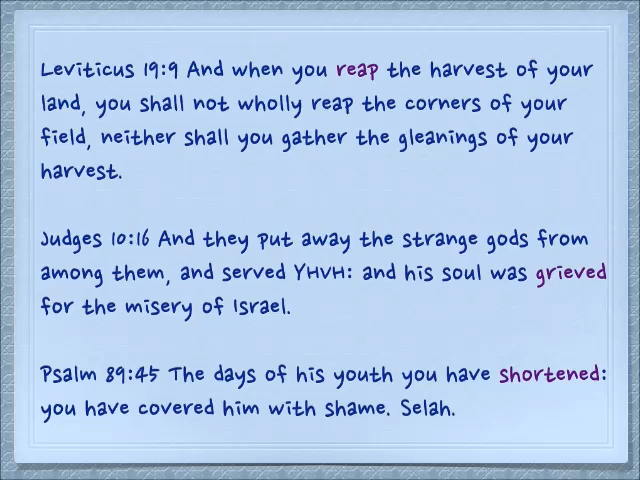 Leviticus 19:9 And when you reap the harvest of your
land, you shall not wholly reap the corners of your
field, neither shall you gather the gleanings of your
harvest.
Judges 10:16 And they put away the strange gods from
among them, and served YHVH: and his soul was grieved
for the misery of Israel.
Psalm 89:45 The days of his youth you have shortened:
you have covered him with shame. Selah.